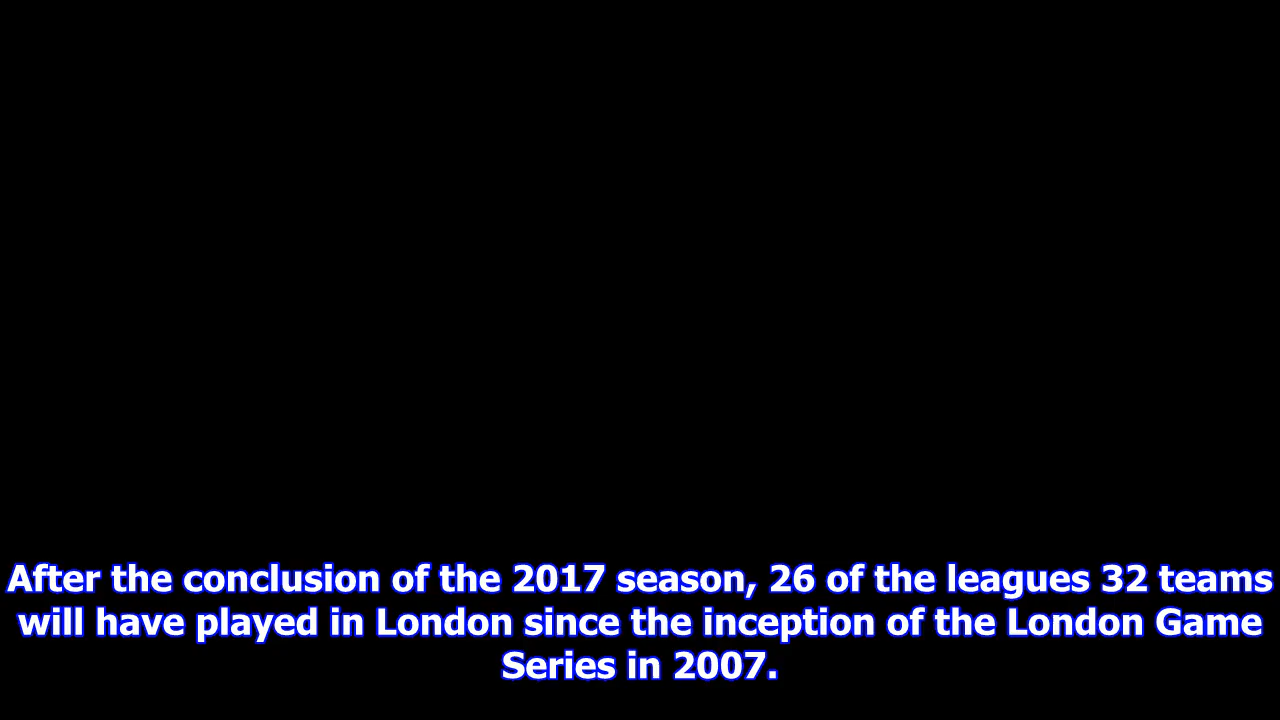 After the conclusion of the 2017 season, 26 of the leagues 32 teams
will have played in London since the inception of the London Game
Series in 2007.